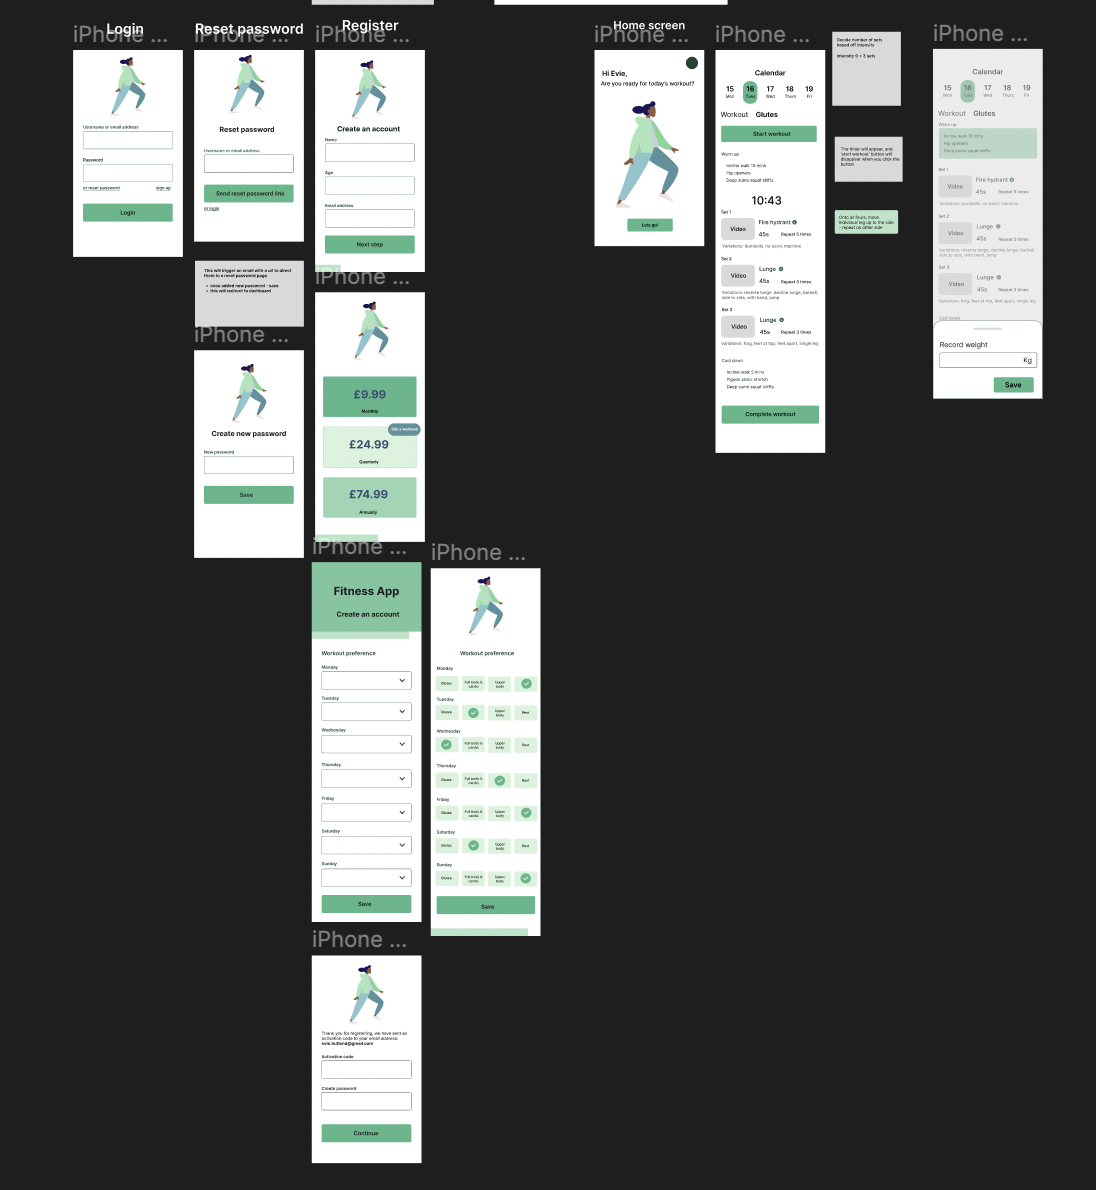 Login
iPhone ...
Username or email address
Password
or reset password
sign up
Login
Reset password
iPhone ...
Reset password
Username or email address
Send reset password link
or login
This will trigger an email with a url to direct
them to a reset password page
once added new password - save
this will redirect to dashboard
iPhone ...
Create new password
New password
Save
Register
iPhone ...
Create an account
Name
Age
Email address
Next step
iPhone ...
£9.99
Monthly
£24.99
Quarterly
£74.99
Annually
iPhone ...
Fitness App
Create an account
Workout preference
Monday
Tuesday
Wednesday
Thursday
Friday
Saturday
Sunday
Save
iPhone ...
Workout preference
Monday
Glutes
Full body &
cardio
Upper
body
Tuesday
Glutes
Upper
body
Rest
Wednesday
Full body &
cardio
Upper
body
Rest
Thursday
Glutes
Full body &
cardio
Rest
Friday
Glutes
Full body &
cardio
Upper
body
Saturday
Glutes
Upper
body
Rest
Sunday
Glutes
Full body &
cardio
Upper
body
Save
iPhone ...
Thank you for registering, we have sent an
activation code to your email address:
Activation code
Create password
Continue
Home screen
iPhone ...
Hi Evie,
Are you ready for today's workout?
Lets go!
iPhone ...
Calendar
15 16 17 18 19
Mon Tues Wed Thurs Fri
Workout Glutes
Start workout
Warm up
Incline walk 10 mins
Hip openers
Deep sumo squat shifts
10:43
Set 1
Video
Fire hydrant
45s
Repeat 5 times
Variations: dumbells, no band, machine
Set 2
Video
Lunge
45s
Repeat 5 times
Variations: reverse lunge, decline lunge, barbell,
side to side, with band, jump
Set 3
Video
Lunge
45s
Repeat 3 times
Variations: frog, feet at top, feet apart, single leg
Cool down
Incline walk 5 mins
Pigeon static stretch
Deep sumo squat shifts
Complete workout
Decide number of sets
based off intensity
Intensity 9 = 3 sets
The timer will appear, and
'start workout' button will
disappear when you click the
button
Onto all fours, move
individual leg up to the side
- repeat on other side
iPhone ...
Calendar
15 16 17 18 19
Mon Tues Wed Thurs Fri
Workout Glutes
Warm up
Incline walk 10 mins
Hip openers
Deep sumo squat shifts
Set 1
Video
Fire hydrant
45s
Repeat 5 times
Variations: dumbells, no band, machine
Set 2
Video
Lunge
45s
Repeat 5 times
Variations: reverse lunge, decline lunge, barbell,
side to side, with band, jump
Set 3
Video
Lunge
45s
Repeat 3 times
Variations: frog, feet at top, feet apart, single leg
Cool down
Record weight
Kg
Save